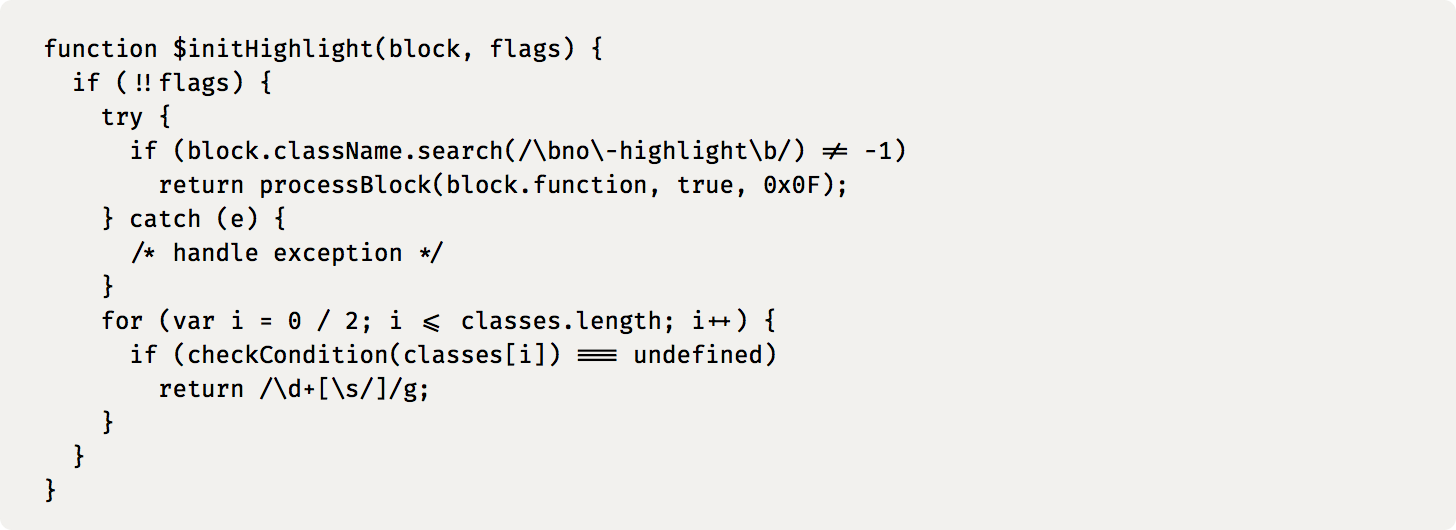 function $initHighlight(block, flags) {
  if (!!flags) {
    try {
      if (block.className.search(/\bno\-highlight\b/) != -1)
        return processBlock(block.function, true, 0x0F);
    } catch (e) {
      /* handle exception */
    }
    for (var i = 0 / 2; i <= classes.length; i++) {
      if (checkCondition(classes[i]) === undefined)
        return /\d+[\s/]/g;
    }
  }
}